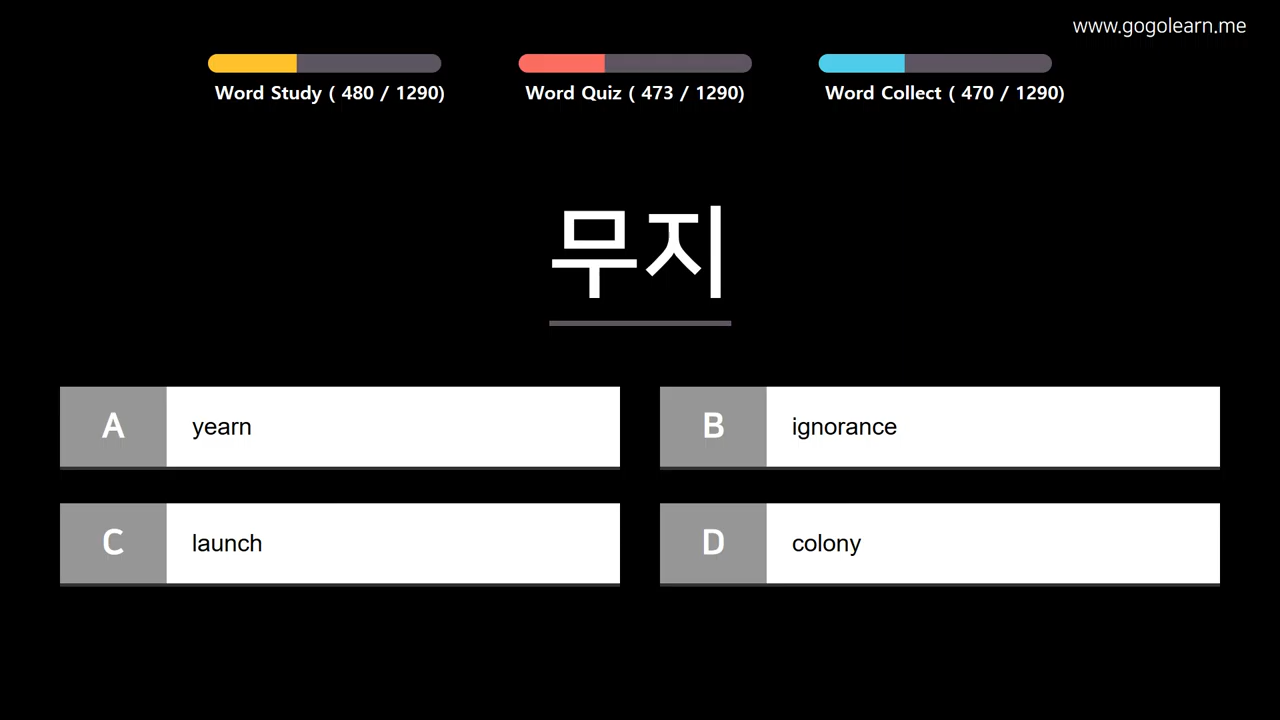 www.gogolearn.me
Word Study ( 480 / 1290)
Word Quiz ( 473 / 1290)
Word Collect ( 470 / 1290)
무지
A yearn
B ignorance
C launch
D colony